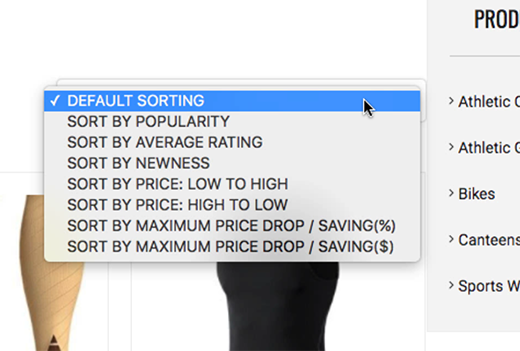 PROD
✓ DEFAULT SORTING
SORT BY POPULARITY
SORT BY AVERAGE RATING
SORT BY NEWNESS
SORT BY PRICE: LOW TO HIGH
SORT BY PRICE: HIGH TO LOW
SORT BY MAXIMUM PRICE DROP / SAVING(%)
SORT BY MAXIMUM PRICE DROP / SAVING($)
> Athletic
> Athletic
> Bikes
> Canteens
> Sports W